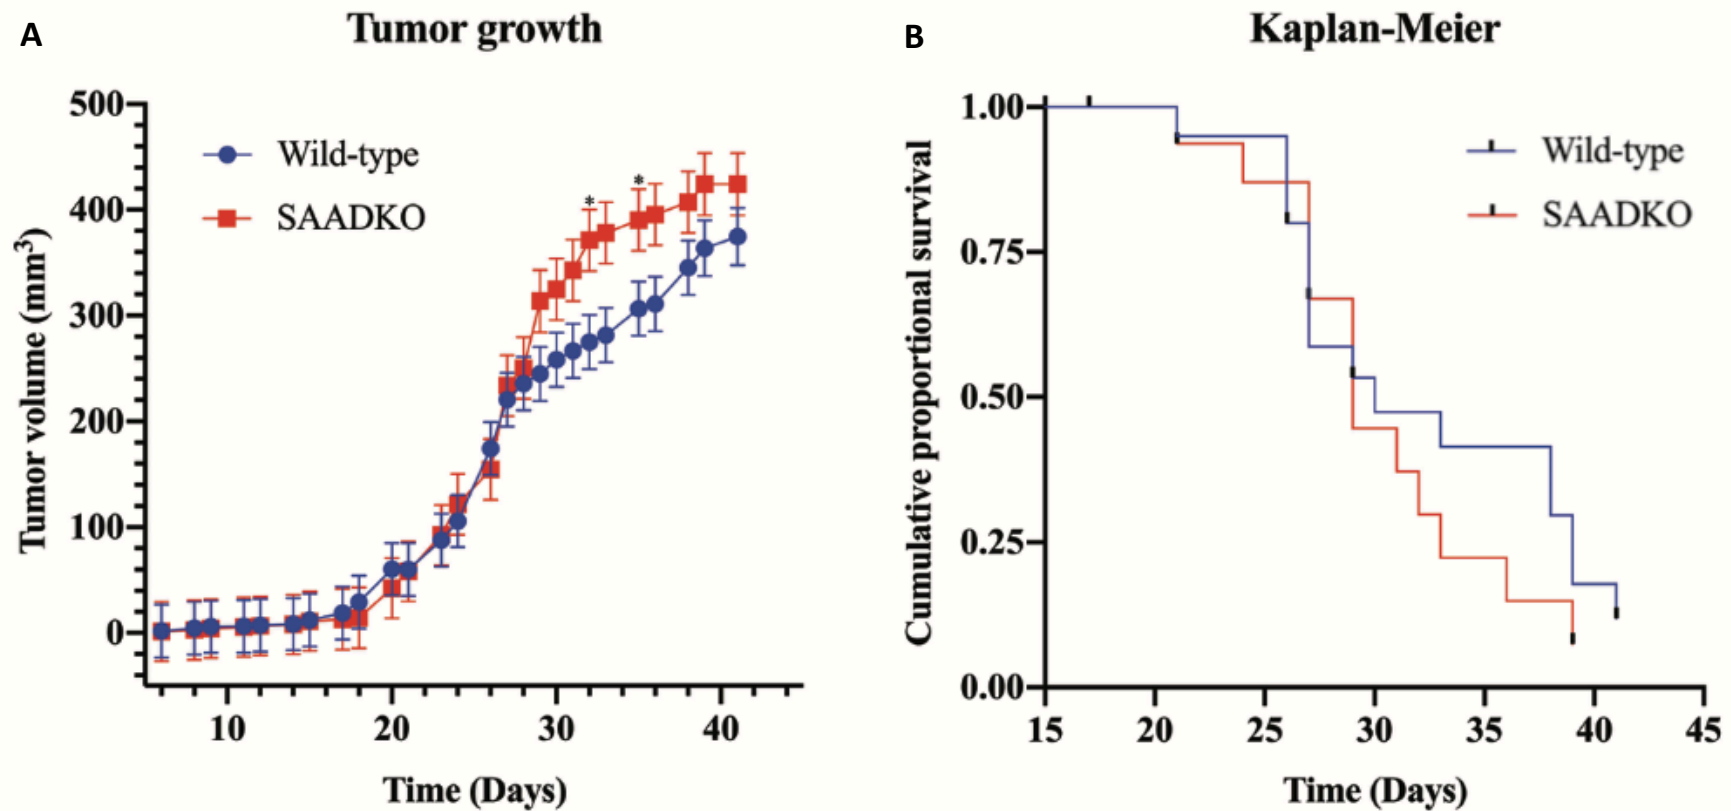 A
Tumor growth
500
400
300
200
100
0
Tumor volume (mm³)
Wild-type
SAADKO
*
*
10 20 30 40
Time (Days)
B
Kaplan-Meier
1.00
0.75
0.50
0.25
0.00
Cumulative proportional survival
Wild-type
SAADKO
15 20 25 30 35 40 45
Time (Days)